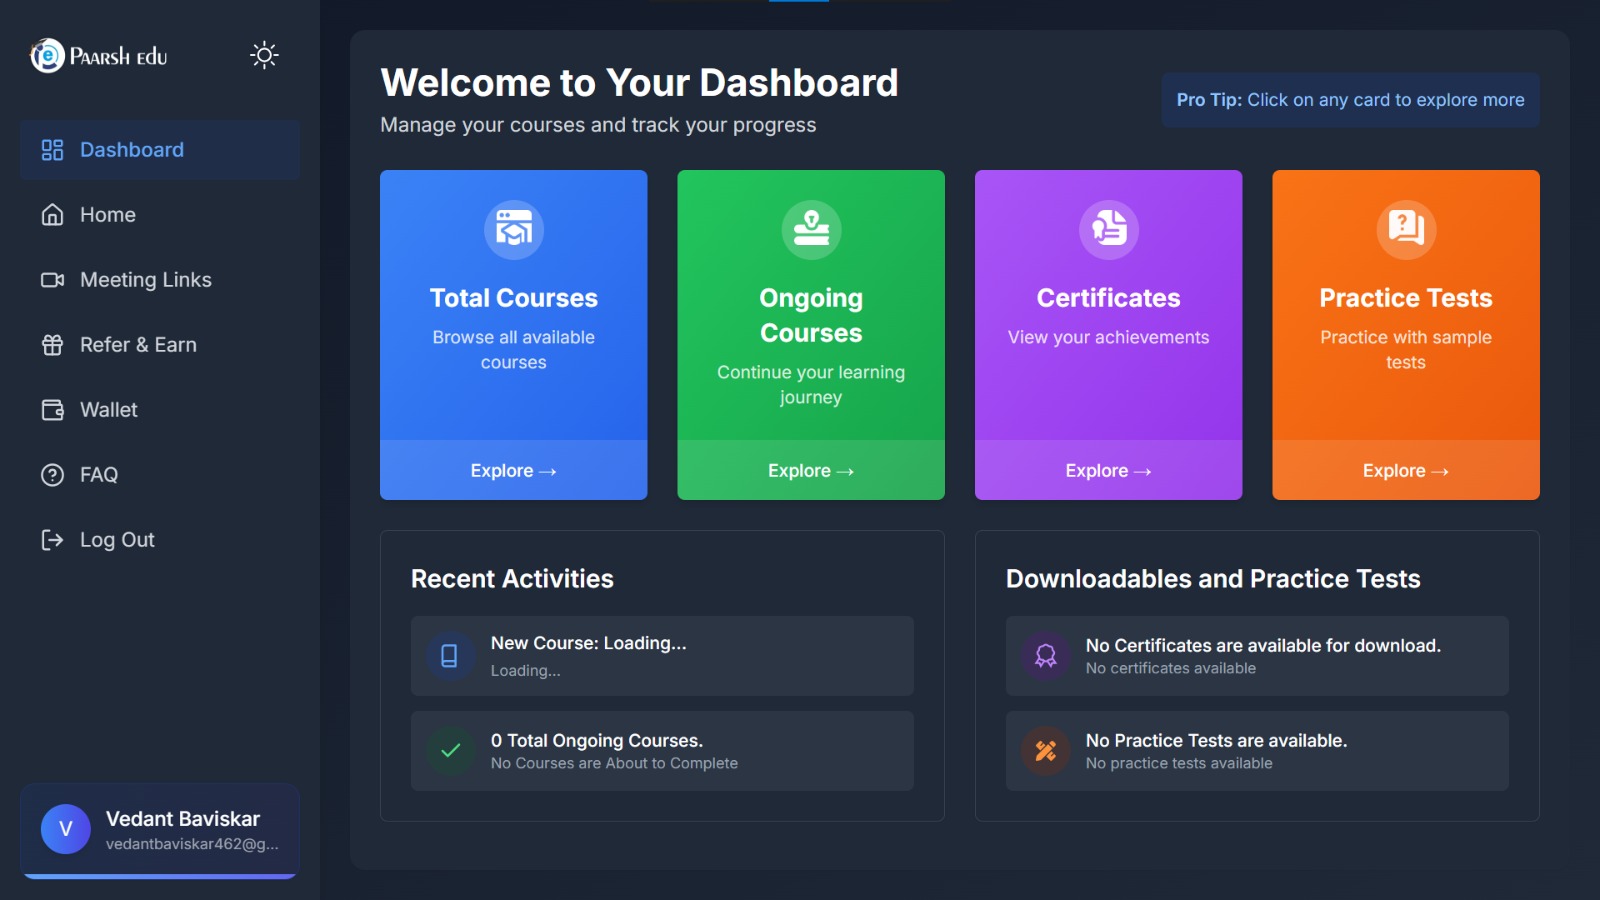 e PAARSH EDU
Dashboard
Home
Meeting Links
Refer & Earn
Wallet
FAQ
Log Out
V
Vedant Baviskar
vedantbaviskar462@g...
Welcome to Your Dashboard
Manage your courses and track your progress
Pro Tip: Click on any card to explore more
Total Courses
Browse all available
courses
Explore →
Ongoing
Courses
Continue your learning
journey
Explore →
Certificates
View your achievements
Explore →
?
Practice Tests
Practice with sample
tests
Explore →
Recent Activities
New Course: Loading...
Loading...
0 Total Ongoing Courses.
No Courses are About to Complete
Downloadables and Practice Tests
No Certificates are available for download.
No certificates available
No Practice Tests are available.
No practice tests available